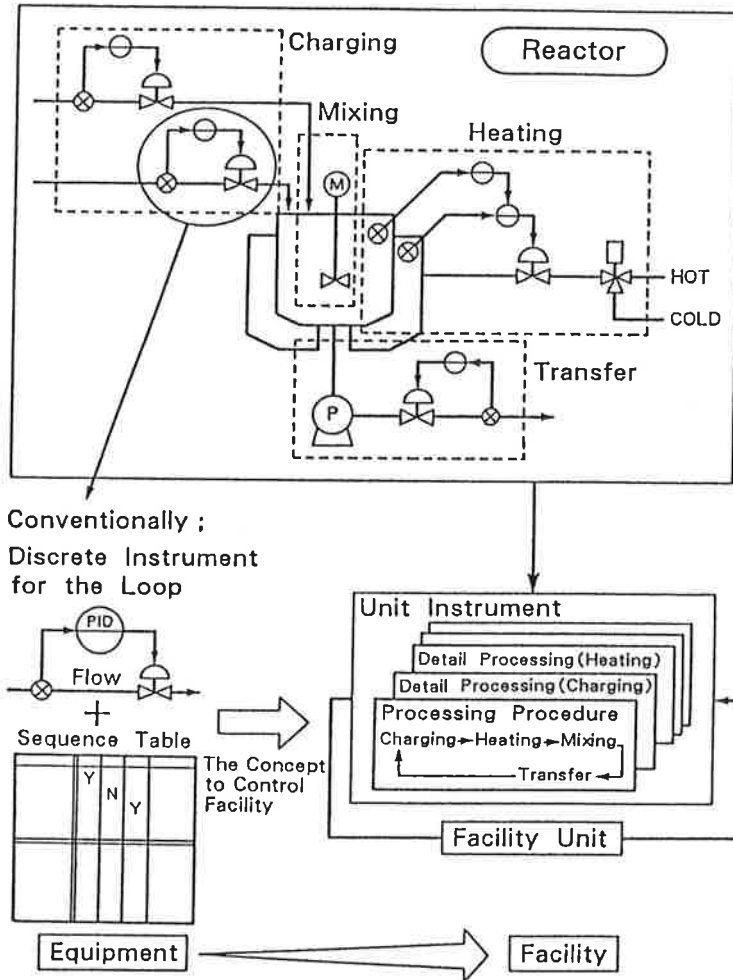 Charging
Reactor
Mixing
Heating
M
HOT
COLD
Transfer
P
Conventionally ;
Discrete Instrument
for the Loop
PID
Flow
+
Sequence Table
Y
N
Y
The Concept
to Control
Facility
Unit Instrument
Detail Processing(Heating)
Detail Processing(Charging)
Processing Procedure
Charging Heating Mixing
Transfer
Facility Unit
Equipment
Facility